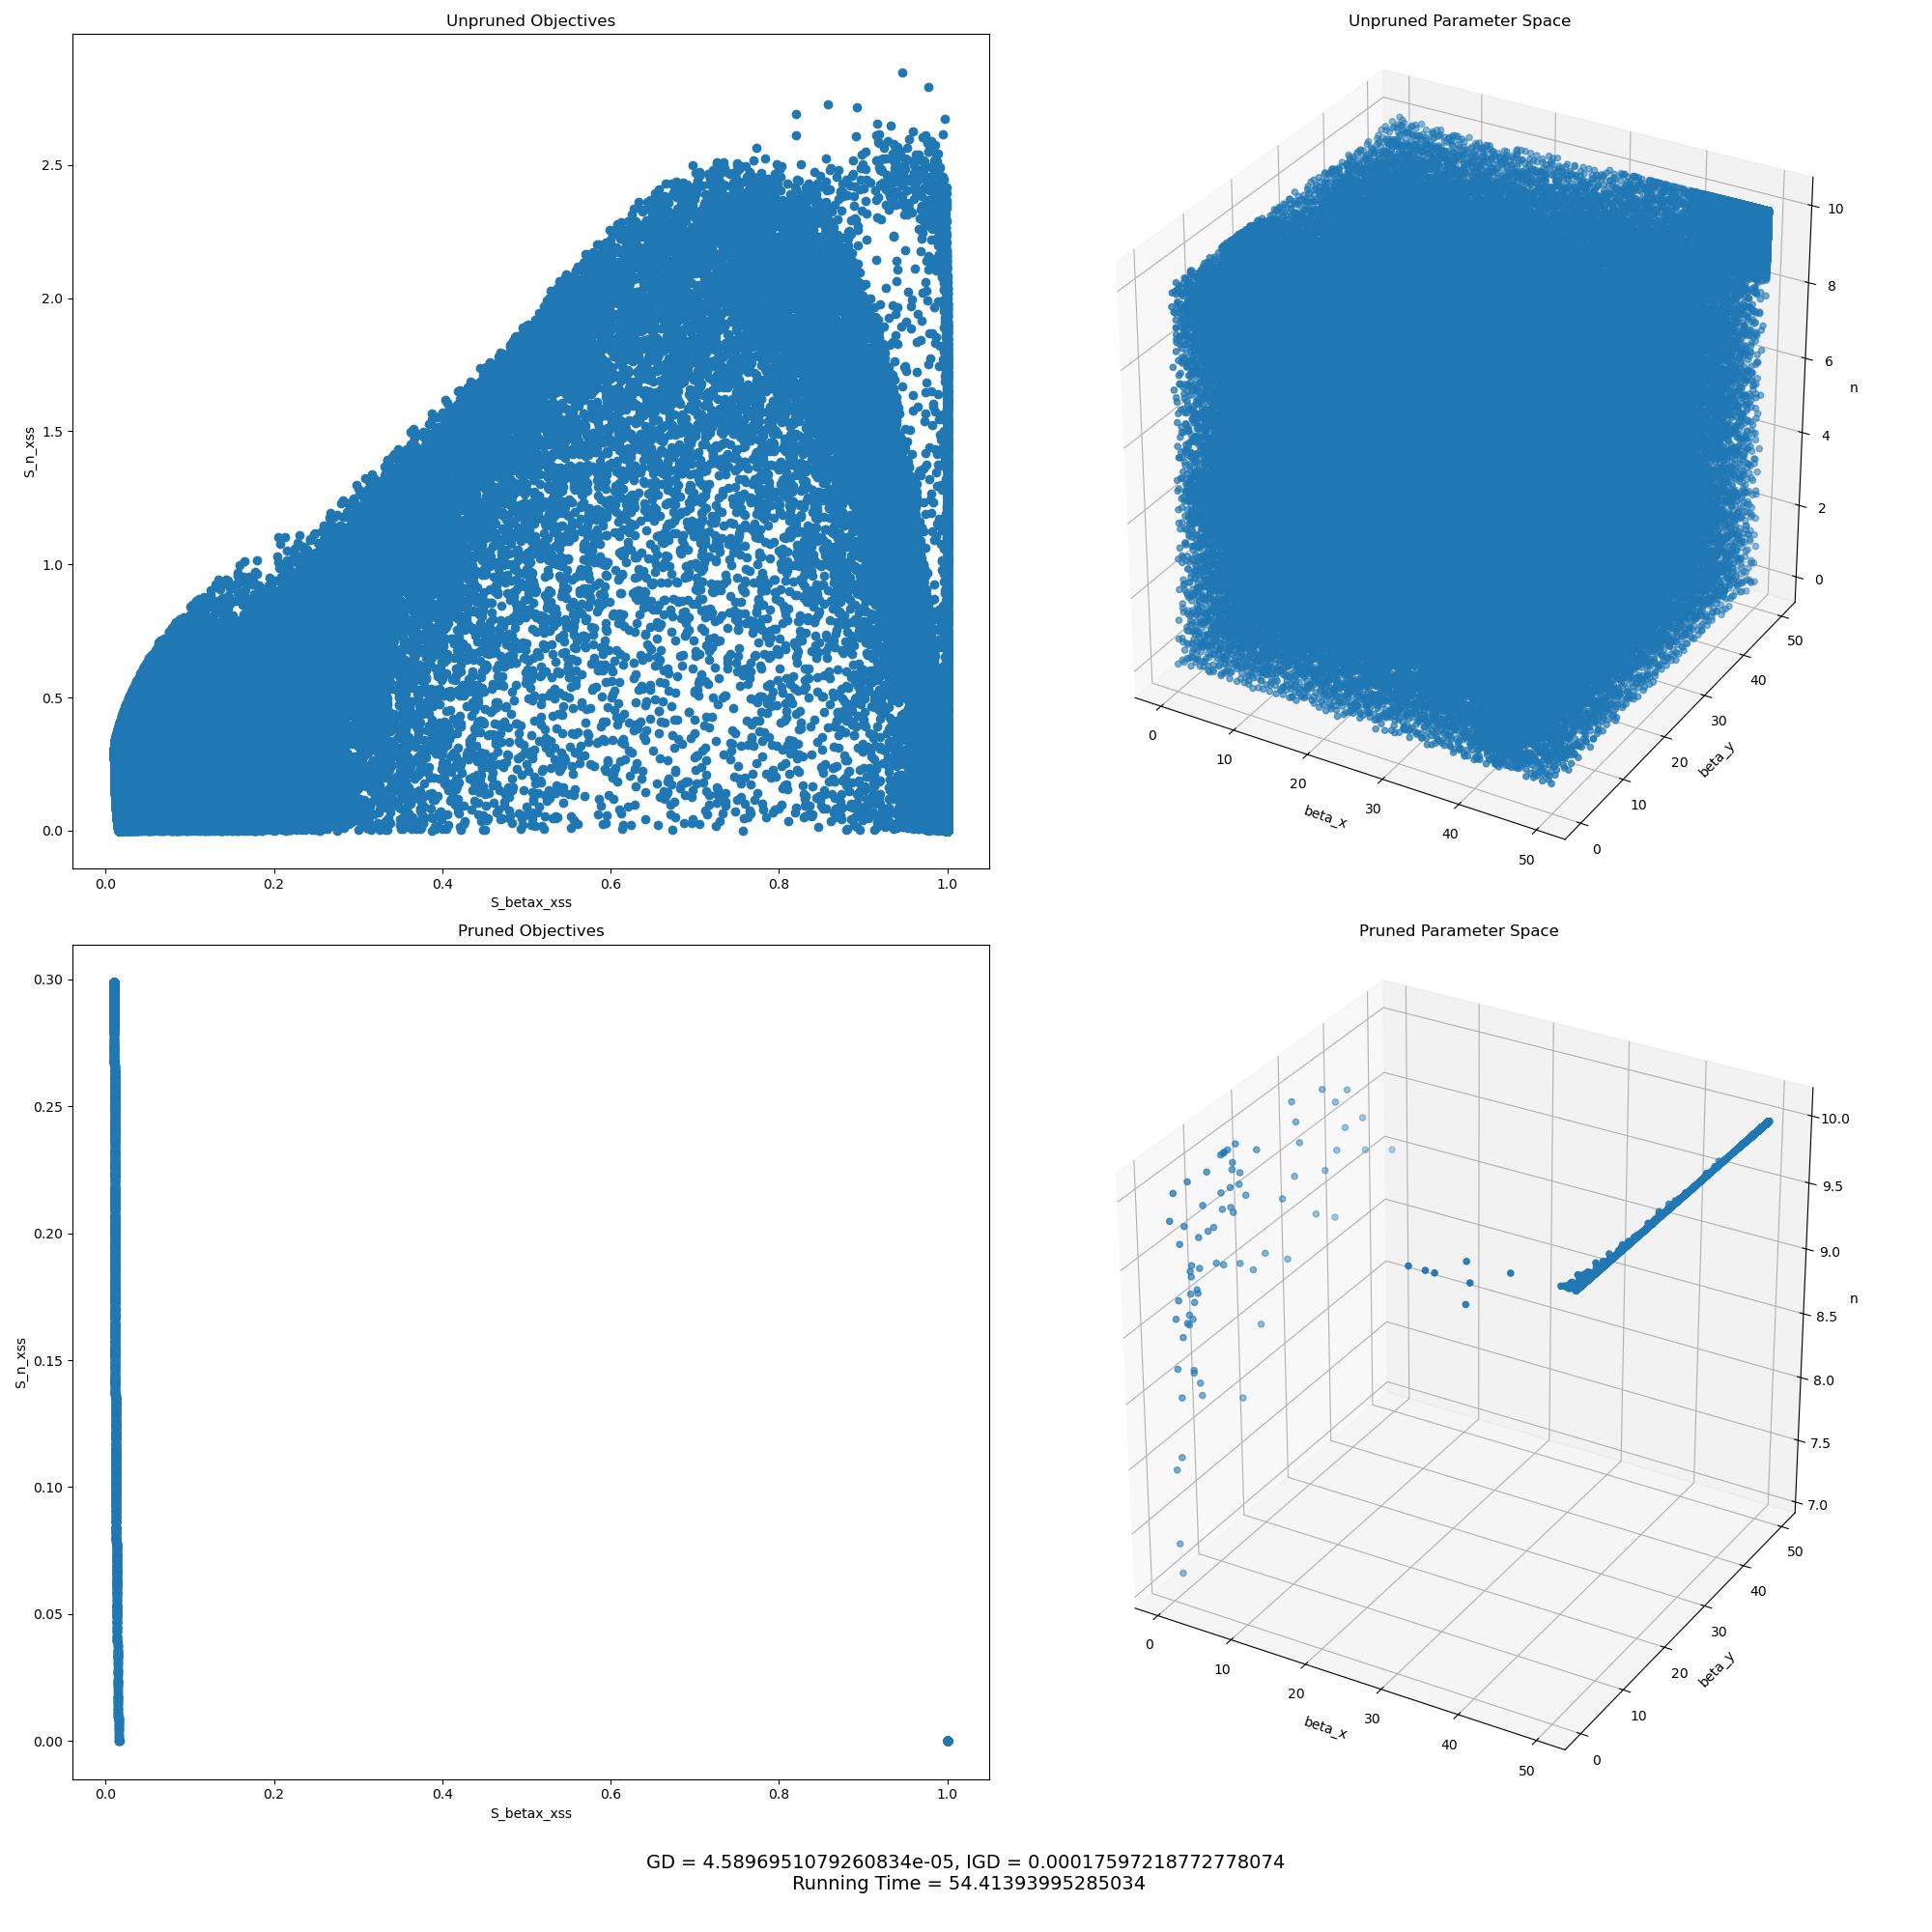 Unpruned Objectives
2.5
2.0
1.5
1.0
0.5
0.0
S_n_xss
0.0 0.2 0.4 0.6 0.8 1.0
S_betax_xss
Unpruned Parameter Space
10
8
6
4
2
0
n
0 10 20 30 40 50
beta_x
0 10 20 30 40 50
beta_y
Pruned Objectives
0.30
0.25
0.20
0.15
0.10
0.05
0.00
S_n_xss
0.0 0.2 0.4 0.6 0.8 1.0
S_betax_xss
Pruned Parameter Space
10.0
9.5
9.0
8.5
8.0
7.5
7.0
n
0 10 20 30 40 50
beta_x
0 10 20 30 40 50
beta_y
GD = 4.5896951079260834e-05, IGD = 0.00017597218772778074
Running Time = 54.41393995285034